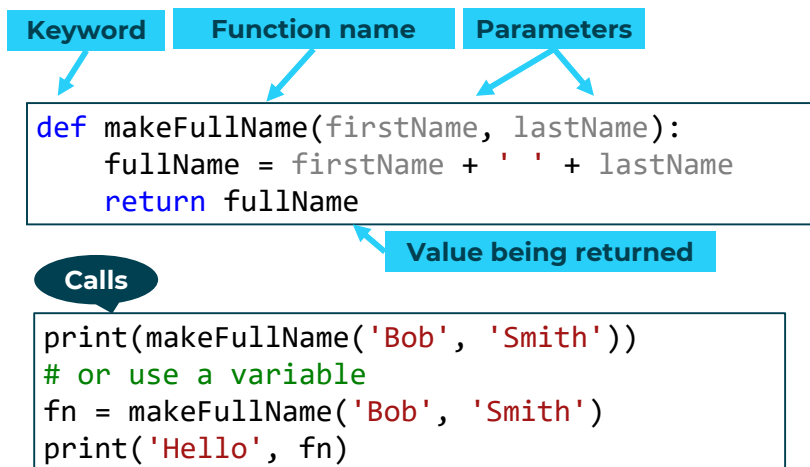 Keyword Function name Parameters
def makeFullName(firstName, lastName):
    fullName = firstName + ' ' + lastName
    return fullName
Value being returned
Calls
print(makeFullName('Bob', 'Smith'))
# or use a variable
fn = makeFullName('Bob', 'Smith')
print('Hello', fn)